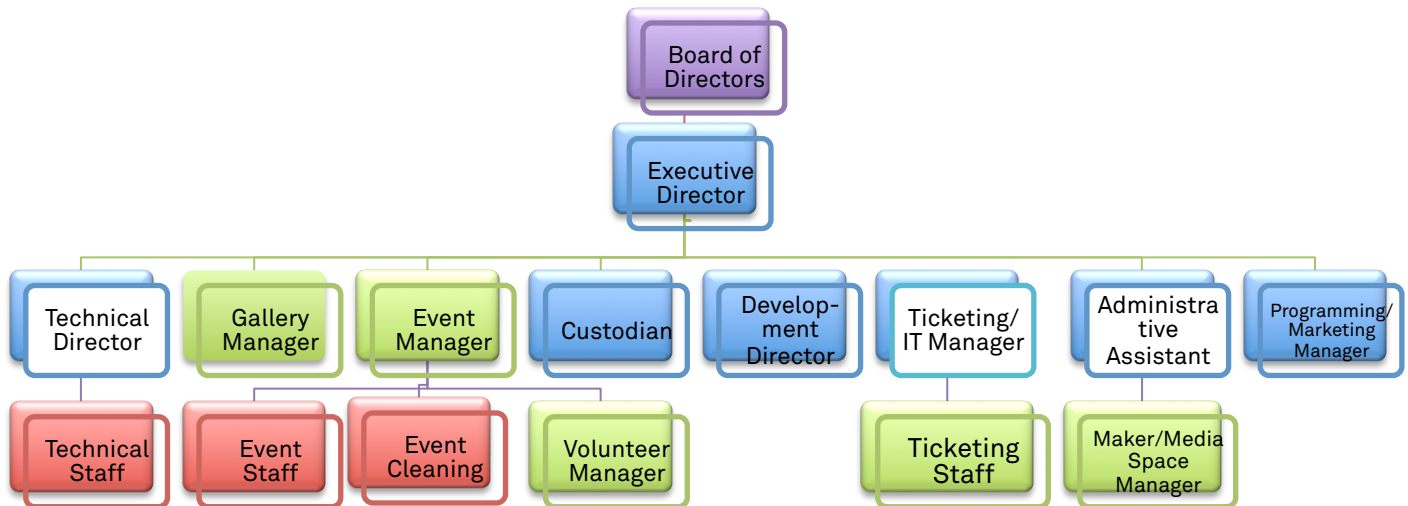 Board of
Directors
Executive
Director
Technical
Director
Gallery
Manager
Event
Manager
Custodian
Develop-
ment
Director
Ticketing/
IT Manager
Administra
tive
Assistant
Programming/
Marketing
Manager
Technical
Staff
Event
Staff
Event
Cleaning
Volunteer
Manager
Ticketing
Staff
Maker/Media
Space
Manager